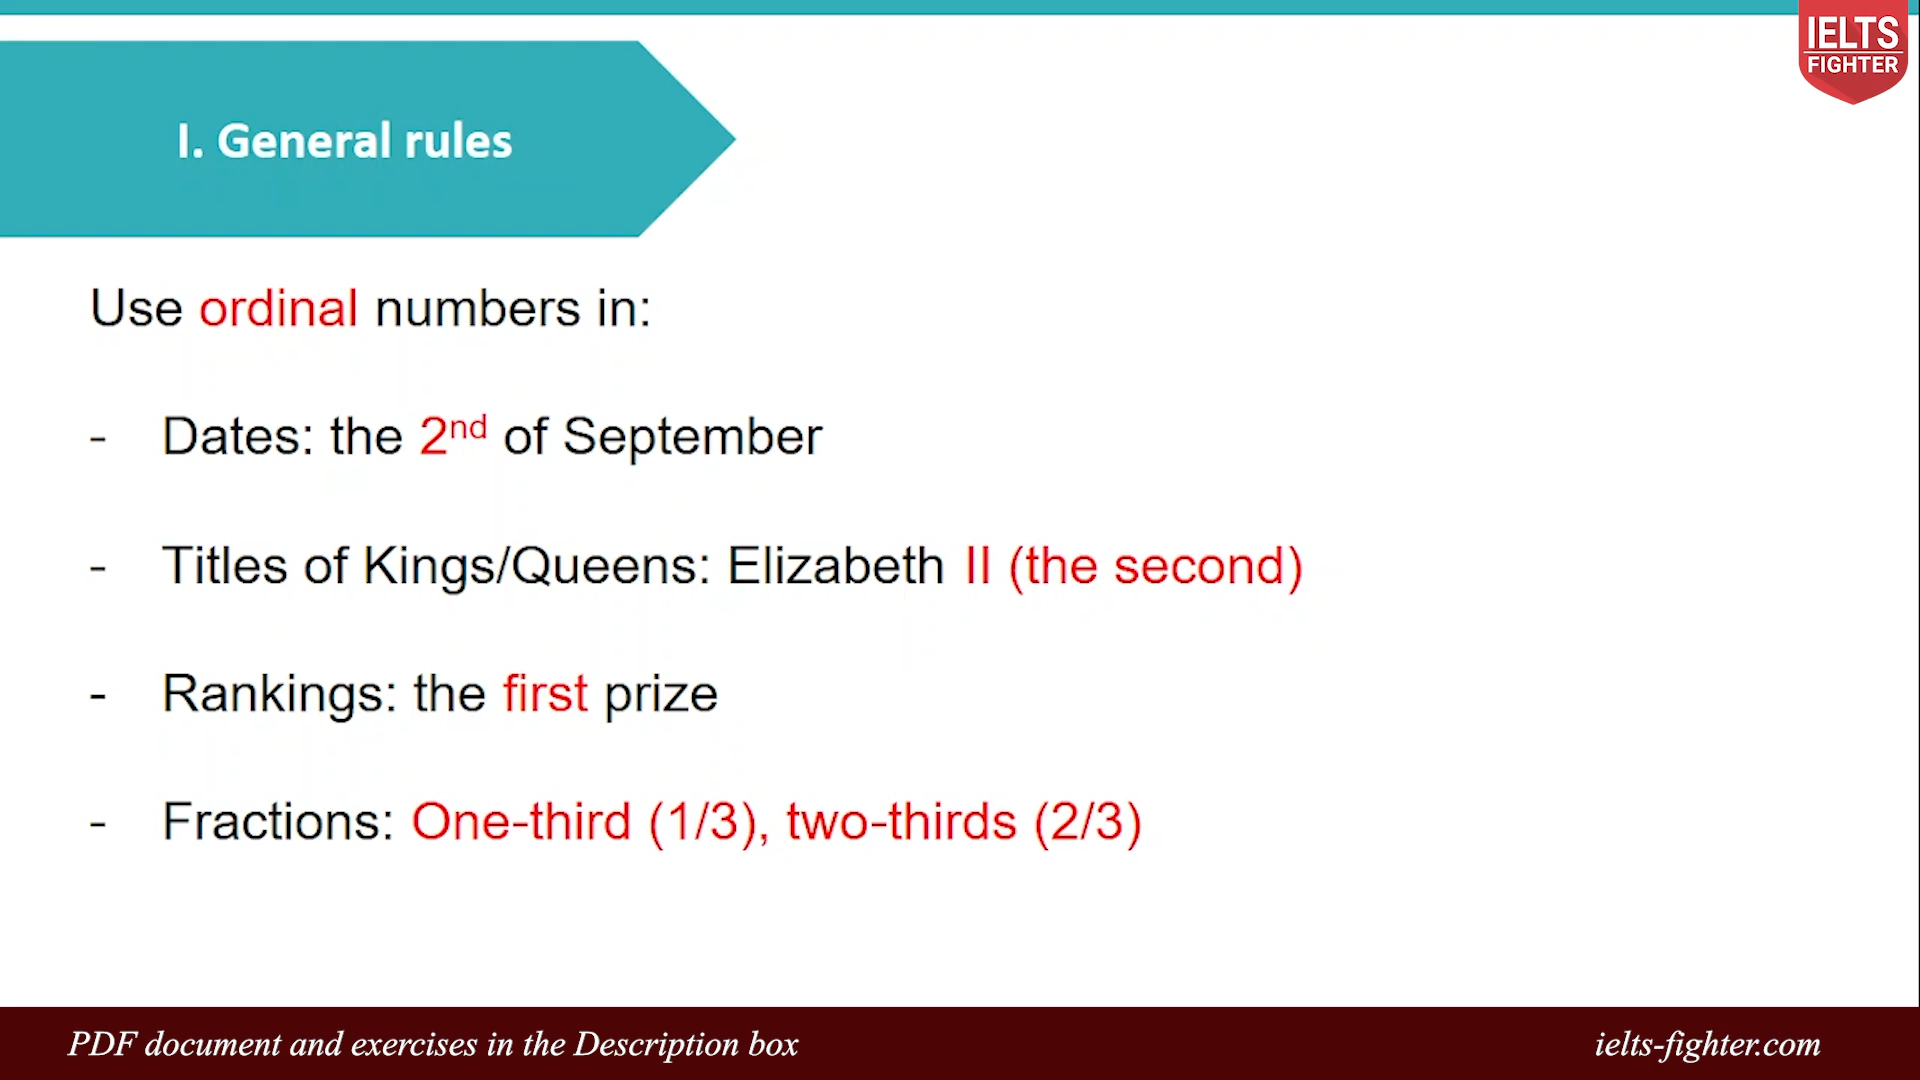 IELTS
FIGHTER
I. General rules
Use ordinal numbers in:
- Dates: the 2nd of September
- Titles of Kings/Queens: Elizabeth II (the second)
- Rankings: the first prize
- Fractions: One-third (1/3), two-thirds (2/3)
PDF document and exercises in the Description box
ielts-fighter.com